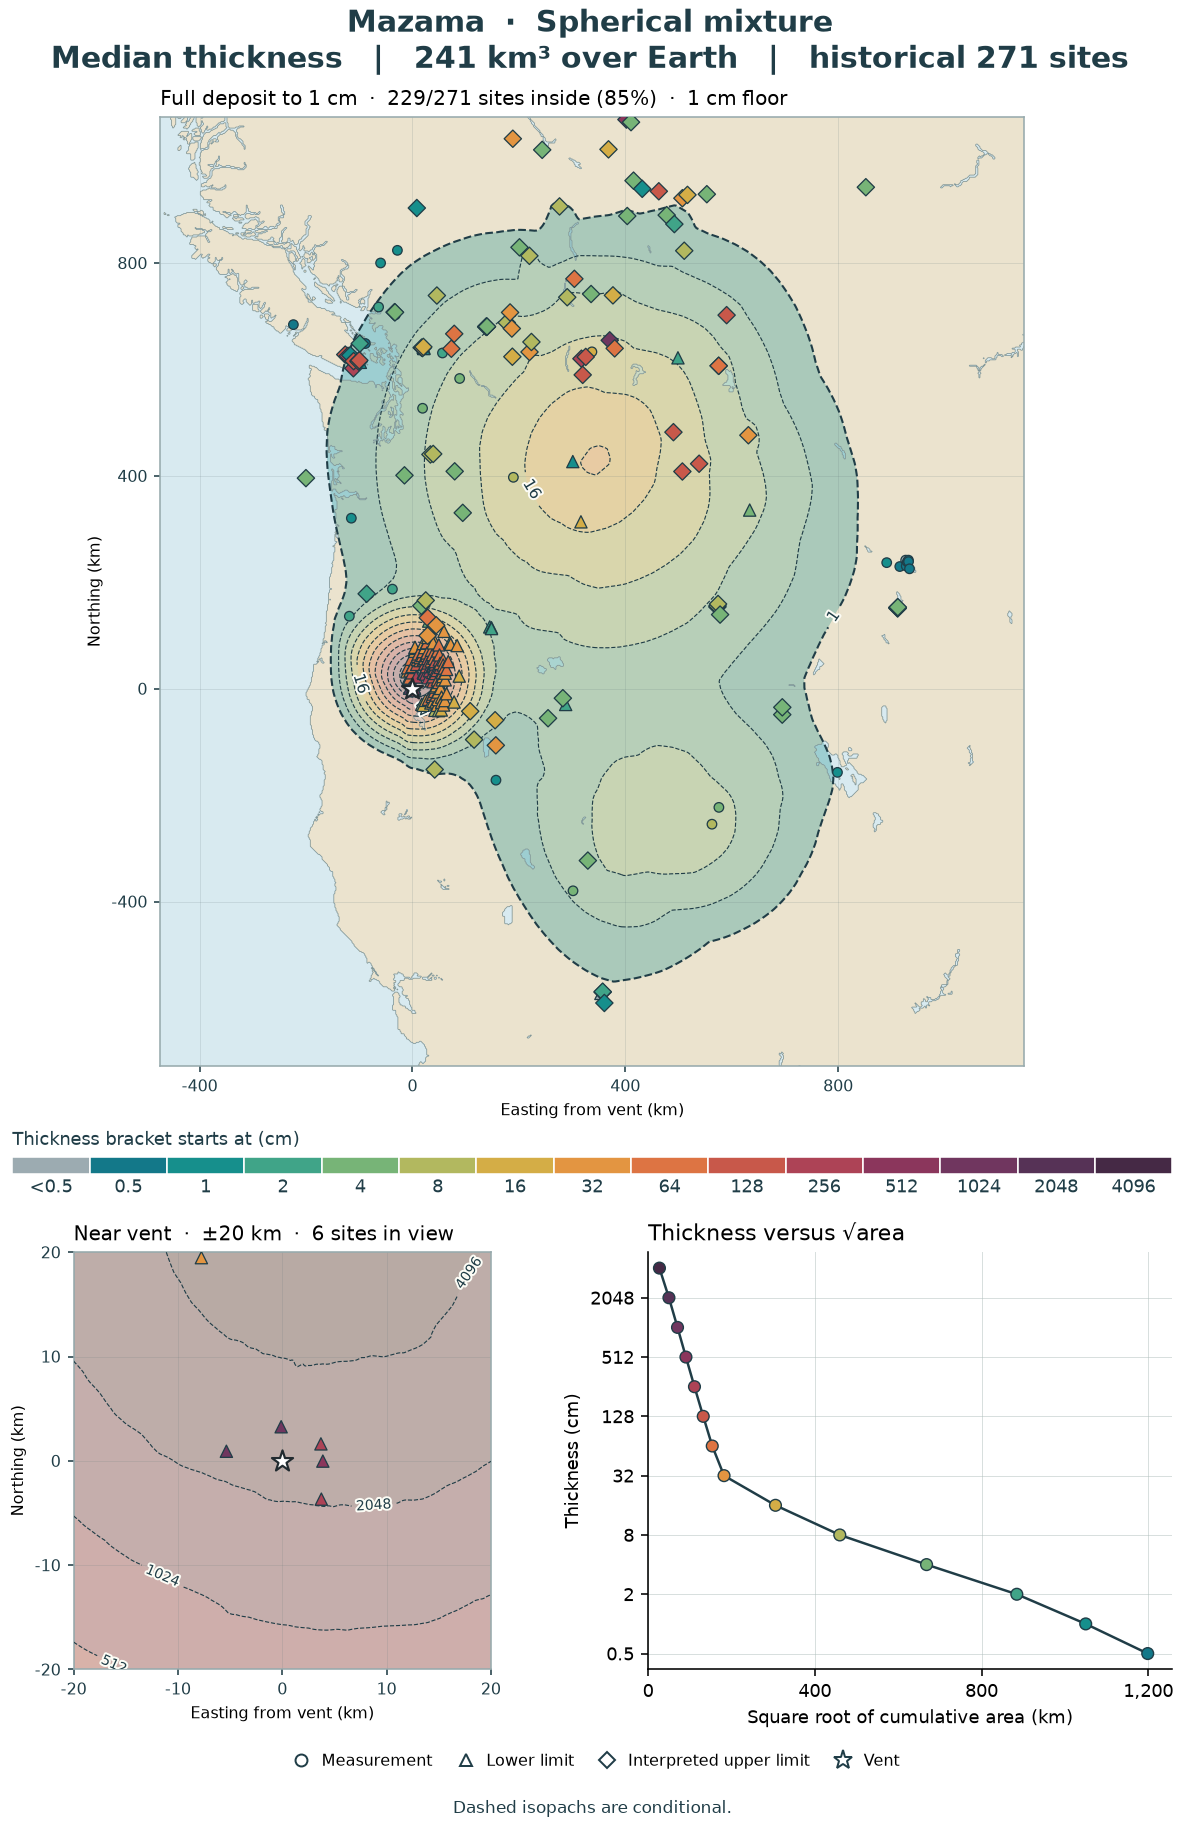 Mazama · Spherical mixture
Median thickness | 241 km³ over Earth | historical 271 sites
Full deposit to 1 cm · 229/271 sites inside (85%) · 1 cm floor
800
400
0
-400
Northing (km)
16
16
1
-400
0
400
800
Easting from vent (km)
Thickness bracket starts at (cm)
<0.5 0.5 1 2 4 8 16 32 64 128 256 512 1024 2048 4096
Near vent · ±20 km · 6 sites in view
20
10
0
-10
-20
Northing (km)
4096
2048
1024
512
-20 -10 0 10 20
Easting from vent (km)
Thickness versus √area
2048
512
128
32
8
2
0.5
Thickness (cm)
0 400 800 1,200
Square root of cumulative area (km)
Measurement Lower limit Interpreted upper limit Vent
Dashed isopachs are conditional.